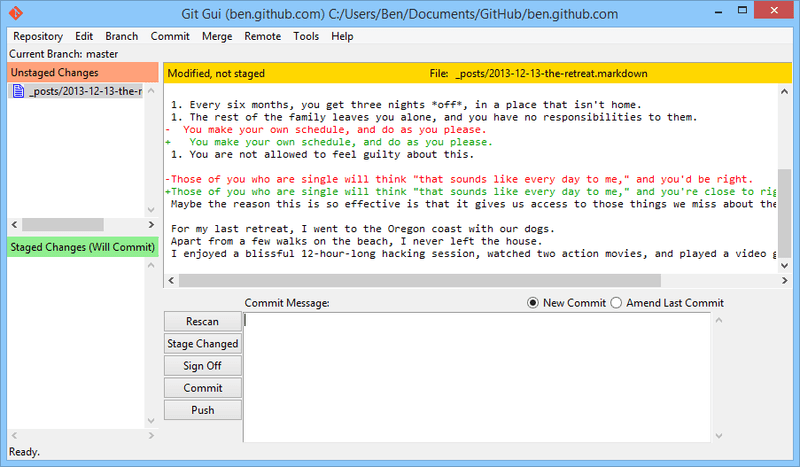 Git Gui (ben.github.com) C:/Users/Ben/Documents/GitHub/ben.github.com
Repository Edit Branch Commit Merge Remote Tools Help
Current Branch: master
Unstaged Changes
_posts/2013-12-13-the-r
Modified, not staged File: _posts/2013-12-13-the-retreat.markdown
1. Every six months, you get three nights *off*, in a place that isn't home.
1. The rest of the family leaves you alone, and you have no responsibilities to them.
- You make your own schedule, and do as you please.
+ You make your own schedule, and do as you please.
1. You are not allowed to feel guilty about this.
-Those of you who are single will think "that sounds like every day to me," and you'd be right.
+Those of you who are single will think "that sounds like every day to me," and you're close to rig
Maybe the reason this is so effective is that it gives us access to those things we miss about the
For my last retreat, I went to the Oregon coast with our dogs.
Apart from a few walks on the beach, I never left the house.
I enjoyed a blissful 12-hour-long hacking session, watched two action movies, and played a video g
Staged Changes (Will Commit)
Commit Message: New Commit Amend Last Commit
Rescan
Stage Changed
Sign Off
Commit
Push
Ready.